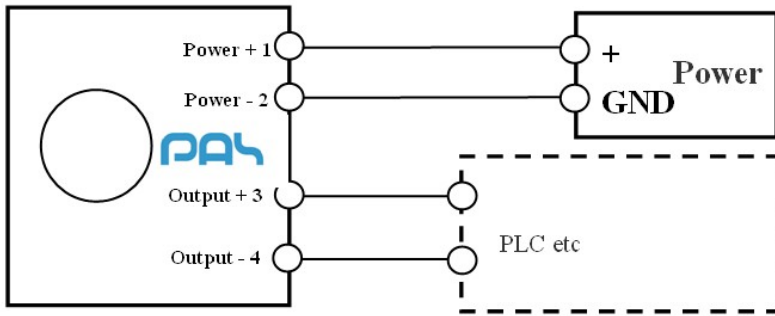 Power + 1
+
Power
Power - 2
GND
PAS
Output + 3
PLC etc
Output - 4